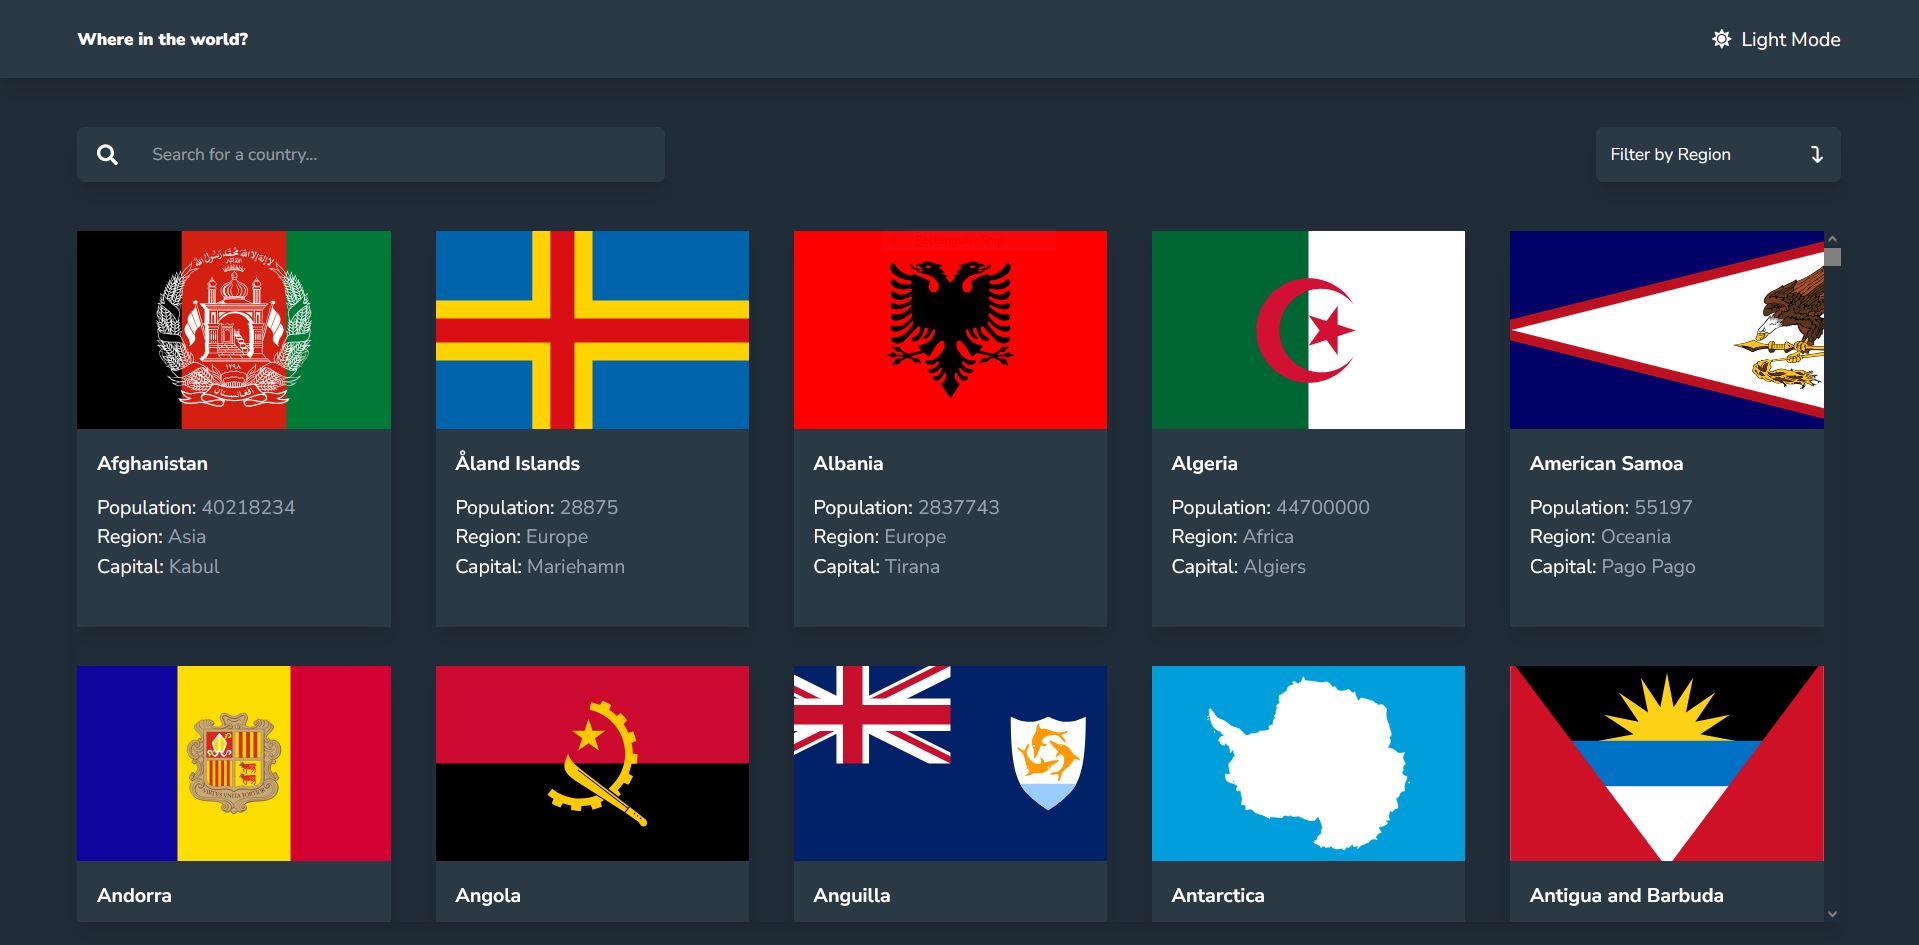 Where in the world?
Light Mode
Search for a country...
Filter by Region
Afghanistan
Population: 40218234
Region: Asia
Capital: Kabul
Åland Islands
Population: 28875
Region: Europe
Capital: Mariehamn
Albania
Population: 2837743
Region: Europe
Capital: Tirana
Algeria
Population: 44700000
Region: Africa
Capital: Algiers
American Samoa
Population: 55197
Region: Oceania
Capital: Pago Pago
Andorra
Angola
Anguilla
Antarctica
Antigua and Barbuda